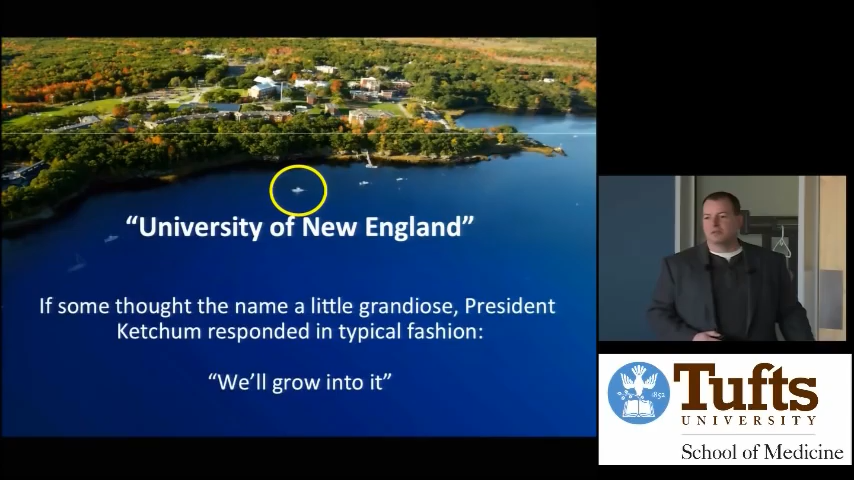 “University of New England”
If some thought the name a little grandiose, President
Ketchum responded in typical fashion:
“We’ll grow into it”
1852
Tufts
UNIVERSITY
School of Medicine